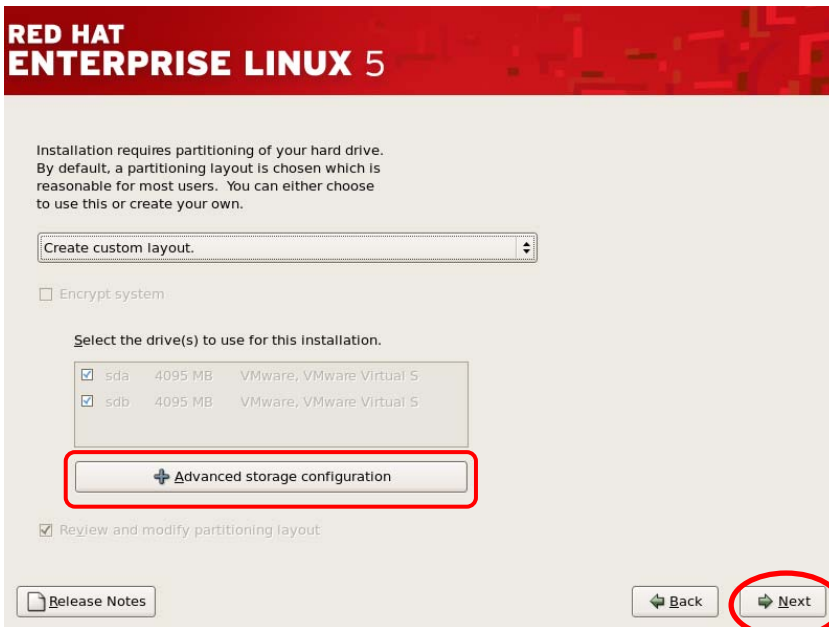 RED HAT
ENTERPRISE LINUX 5
Installation requires partitioning of your hard drive.
By default, a partitioning layout is chosen which is
reasonable for most users. You can either choose
to use this or create your own.
Create custom layout.
Encrypt system
Select the drive(s) to use for this installation.
sda 4095 MB VMware, VMware Virtual S
sdb 4095 MB VMware, VMware Virtual S
Advanced storage configuration
Review and modify partitioning layout
Release Notes
Back
Next